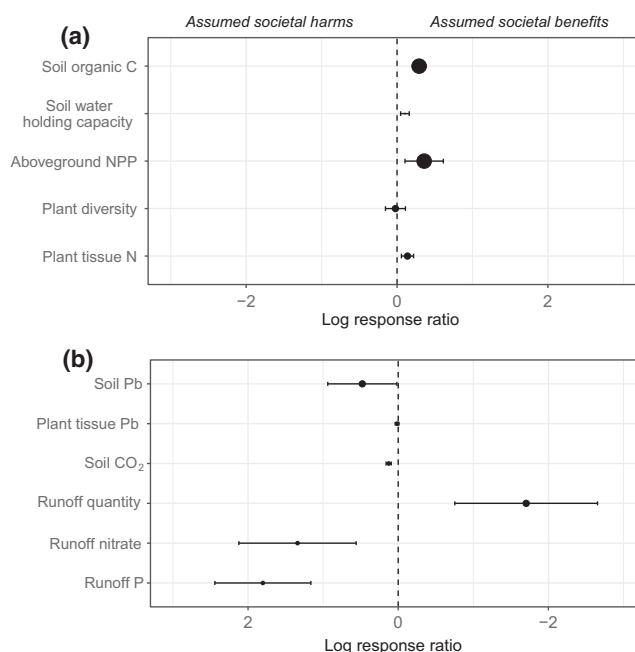 Assumed societal harms Assumed societal benefits
(a)
Soil organic C
Soil water
holding capacity
Aboveground NPP
Plant diversity
Plant tissue N
−2 0 2
Log response ratio
(b)
Soil Pb
Plant tissue Pb
Soil CO₂
Runoff quantity
Runoff nitrate
Runoff P
2 0 −2
Log response ratio